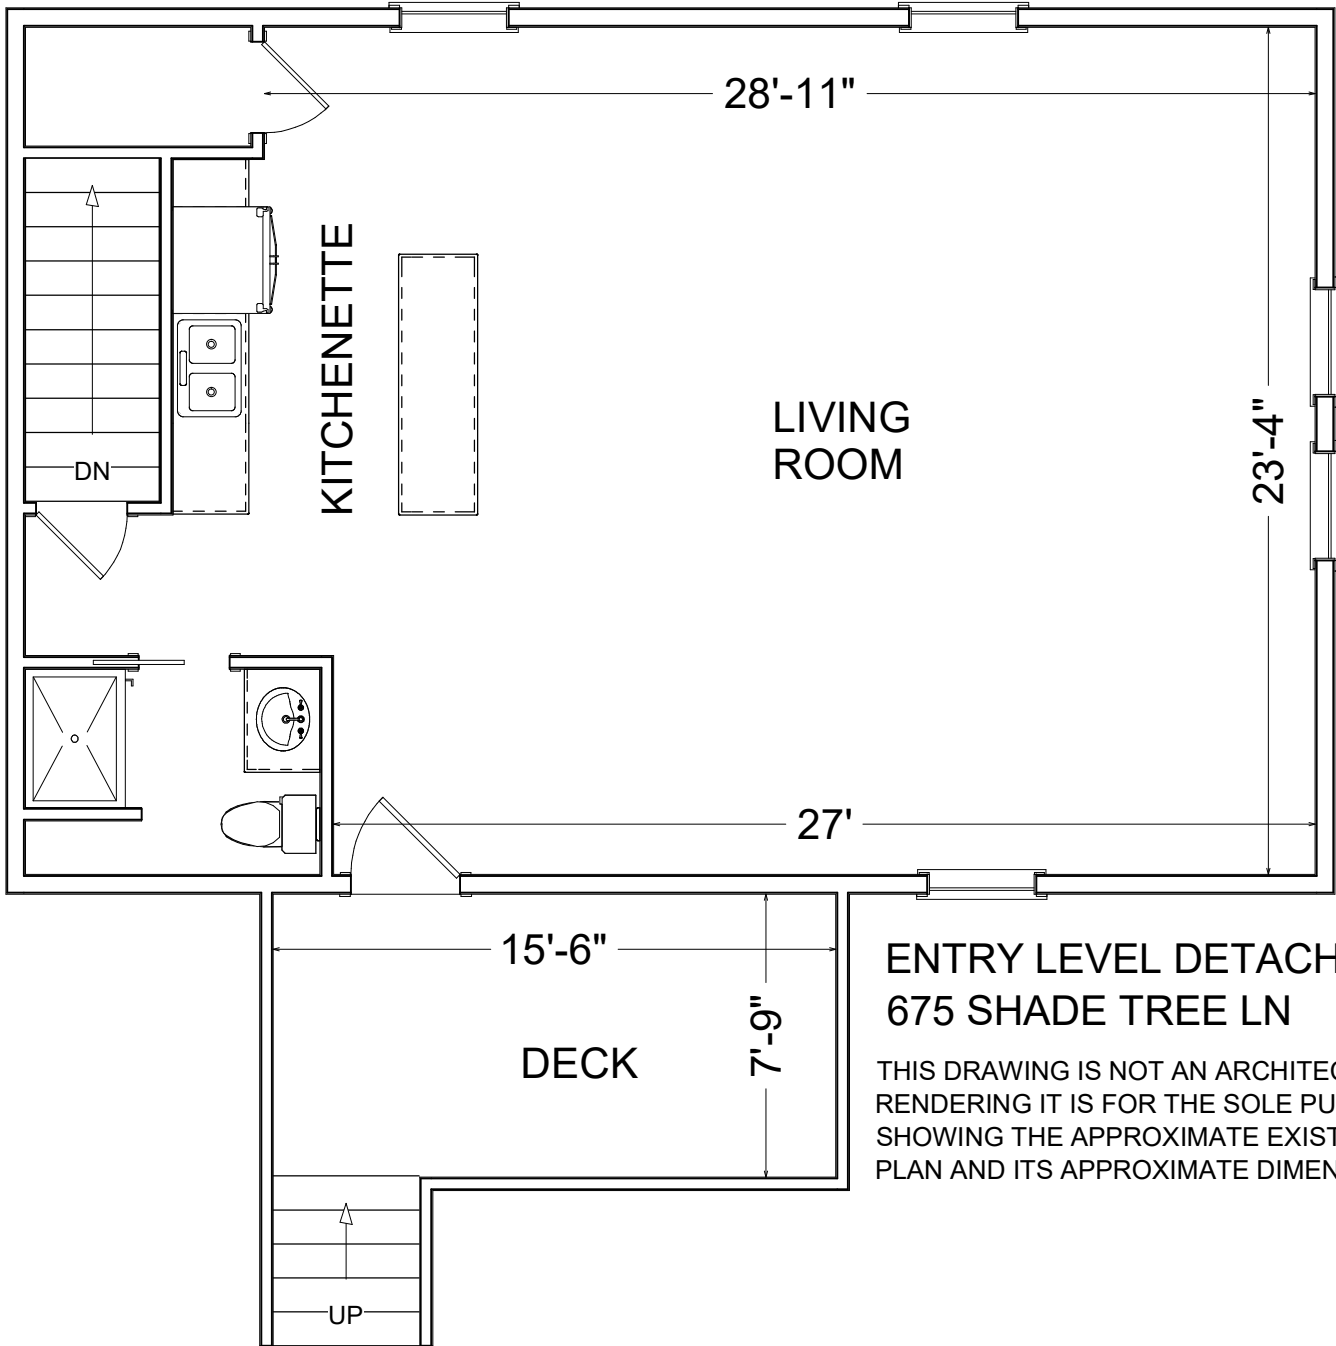 28'-11"
KITCHENETTE
LIVING
ROOM
23'-4"
DN
27'
15'-6"
7'-9"
DECK
UP
ENTRY LEVEL DETACH
675 SHADE TREE LN
THIS DRAWING IS NOT AN ARCHITEC
RENDERING IT IS FOR THE SOLE PU
SHOWING THE APPROXIMATE EXIST
PLAN AND ITS APPROXIMATE DIMEN